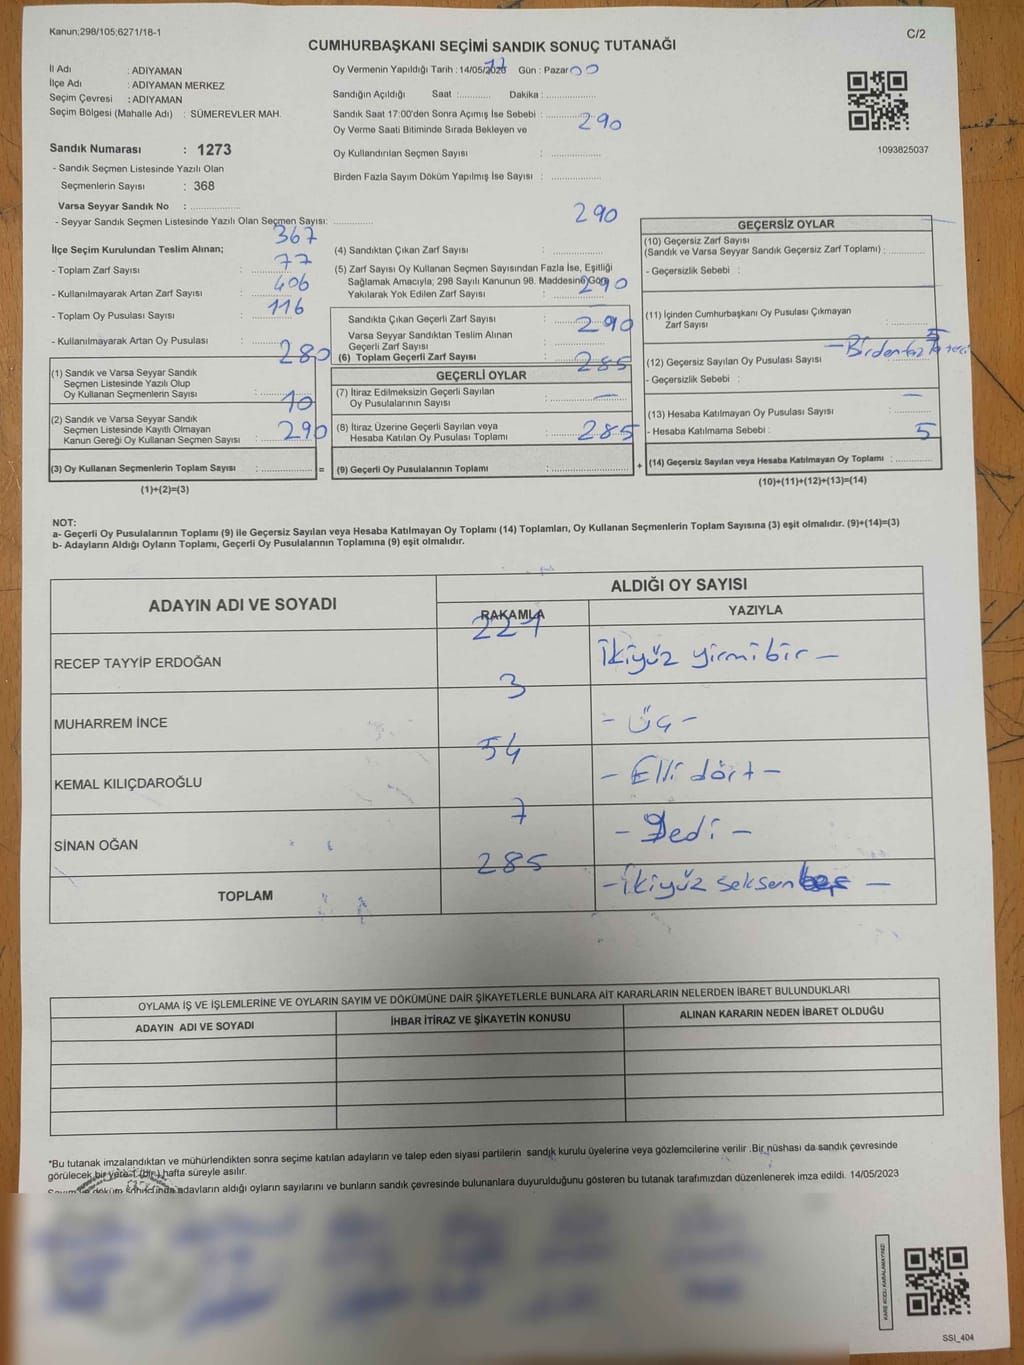 Kanun;298/105;6271/18-1
C/2
CUMHURBAŞKANI SEÇİMİ SANDIK SONUÇ TUTANAĞI
İl Adı : ADIYAMAN
İlçe Adı : ADIYAMAN MERKEZ
Seçim Çevresi : ADIYAMAN
Seçim Bölgesi (Mahalle Adı) : SÜMEREVLER MAH.
Sandık Numarası : 1273
- Sandık Seçmen Listesinde Yazılı Olan
Seçmenlerin Sayısı : 368
Varsa Seyyar Sandık No :
- Seyyar Sandık Seçmen Listesinde Yazılı Olan Seçmen Sayısı:
Oy Vermenin Yapıldığı Tarih : 14/05/2023 Gün : Pazar
Sandığın Açıldığı Saat : Dakika :
17 00
Sandık Saat 17:00'den Sonra Açımış İse Sebebi :
Oy Verme Saati Bitiminde Sırada Bekleyen ve
290
Oy Kullandırılan Seçmen Sayısı :
Birden Fazla Sayım Döküm Yapılmış İse Sayısı :
1093825037
İlçe Seçim Kurulundan Teslim Alınan;
367
- Toplam Zarf Sayısı :
77
- Kullanılmayarak Artan Zarf Sayısı :
406
- Toplam Oy Pusulası Sayısı :
116
- Kullanılmayarak Artan Oy Pusulası :
280
(1) Sandık ve Varsa Seyyar Sandık
Seçmen Listesinde Yazılı Olup
Oy Kullanan Seçmenlerin Sayısı :
10
(2) Sandık ve Varsa Seyyar Sandık
Seçmen Listesinde Kayıtlı Olmayan
Kanun Gereği Oy Kullanan Seçmen Sayısı :
290
(3) Oy Kullanan Seçmenlerin Toplam Sayısı : =
(1)+(2)=(3)
290
(4) Sandıktan Çıkan Zarf Sayısı :
(5) Zarf Sayısı Oy Kullanan Seçmen Sayısından Fazla İse, Eşitliği
Sağlamak Amacıyla; 298 Sayılı Kanunun 98. Maddesine Göre
Yakılarak Yok Edilen Zarf Sayısı :
290
Sandıkta Çıkan Geçerli Zarf Sayısı :
Varsa Seyyar Sandıktan Teslim Alınan
Geçerli Zarf Sayısı :
290
(6) Toplam Geçerli Zarf Sayısı :
GEÇERLİ OYLAR
285
(7) İtiraz Edilmeksizin Geçerli Sayılan
Oy Pusulalarının Sayısı :
—
(8) İtiraz Üzerine Geçerli Sayılan veya
Hesaba Katılan Oy Pusulası Toplamı :
285
(9) Geçerli Oy Pusulalarının Toplamı : +
GEÇERSİZ OYLAR
(10) Geçersiz Zarf Sayısı
(Sandık ve Varsa Seyyar Sandık Geçersiz Zarf Toplamı) :
- Geçersizlik Sebebi :
(11) İçinden Cumhurbaşkanı Oy Pusulası Çıkmayan
Zarf Sayısı :
5
(12) Geçersiz Sayılan Oy Pusulası Sayısı
- Birden fazla
- Geçersizlik Sebebi :
(13) Hesaba Katılmayan Oy Pusulası Sayısı :
—
- Hesaba Katılmama Sebebi :
5
(14) Geçersiz Sayılan veya Hesaba Katılmayan Oy Toplamı :
(10)+(11)+(12)+(13)=(14)
NOT:
a- Geçerli Oy Pusulalarının Toplamı (9) ile Geçersiz Sayılan veya Hesaba Katılmayan Oy Toplamı (14) Toplamları, Oy Kullanan Seçmenlerin Toplam Sayısına (3) eşit olmalıdır. (9)+(14)=(3)
b- Adayların Aldığı Oyların Toplamı, Geçerli Oy Pusulalarının Toplamına (9) eşit olmalıdır.
ADAYIN ADI VE SOYADI
ALDIĞI OY SAYISI
RAKAMLA YAZIYLA
RECEP TAYYİP ERDOĞAN 221 İkiyüz yirmibir —
MUHARREM İNCE 3 - üç -
KEMAL KILIÇDAROĞLU 54 - Elli dört -
SİNAN OĞAN 7 - Yedi -
TOPLAM 285 - İkiyüz seksen beş —
OYLAMA İŞ VE İŞLEMLERİNE VE OYLARIN SAYIM VE DÖKÜMÜNE DAİR ŞİKAYETLERLE BUNLARA AİT KARARLARIN NELERDEN İBARET BULUNDUKLARI
ADAYIN ADI VE SOYADI İHBAR İTİRAZ VE ŞİKAYETİN KONUSU ALINAN KARARIN NEDEN İBARET OLDUĞU
*Bu tutanak imzalandıktan ve mühürlendikten sonra seçime katılan adayların ve talep eden siyasi partilerin sandık kurulu üyelerine veya gözlemcilerine verilir .Bir nüshası da sandık çevresinde
görülecek bir yere 1 (bir) hafta süreyle asılır.
Sayım ve döküm sonucunda adayların aldığı oyların sayılarını ve bunların sandık çevresinde bulunanlara duyurulduğunu gösteren bu tutanak tarafımızdan düzenlenerek imza edildi. 14/05/2023
KARE KODU KARALAMAYINIZ!
SSI_404